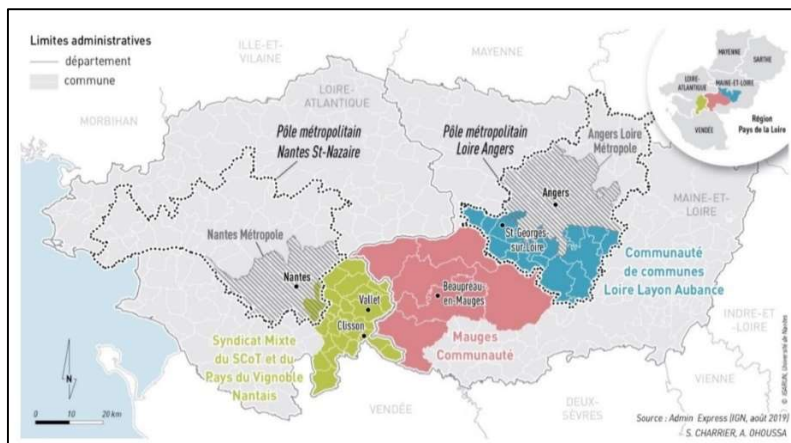 Limites administratives
département
commune
ILLE-ET-
VILAINE
MAYENNE
MORBIHAN
LOIRE-
ATLANTIQUE
Pôle métropolitain
Nantes St-Nazaire
Pôle métropolitain
Loire Angers
Angers Loire
Métropole
MAYENNE
SARTHE
LOIRE-
ATLANTIQUE
MAINE-ET-LOIRE
VENDÉE
Région
Pays de la Loire
Angers
MAINE-ET-
LOIRE
St-Georges-
sur-Loire
Nantes Métropole
Nantes
Communauté
de communes
Loire Layon Aubance
Vallet
Clisson
Beaupréau-
en-Mauges
Syndicat Mixte
du SCoT et du
Pays du Vignoble
Nantais
Mauges
Communauté
INDRE-ET-
LOIRE
VIENNE
DEUX-
SÈVRES
VENDÉE
N
0 10 20 km
© IGARUN, Université de Nantes
Source : Admin Express (IGN, août 2019)
S. CHARRIER, A. OHOUSSA